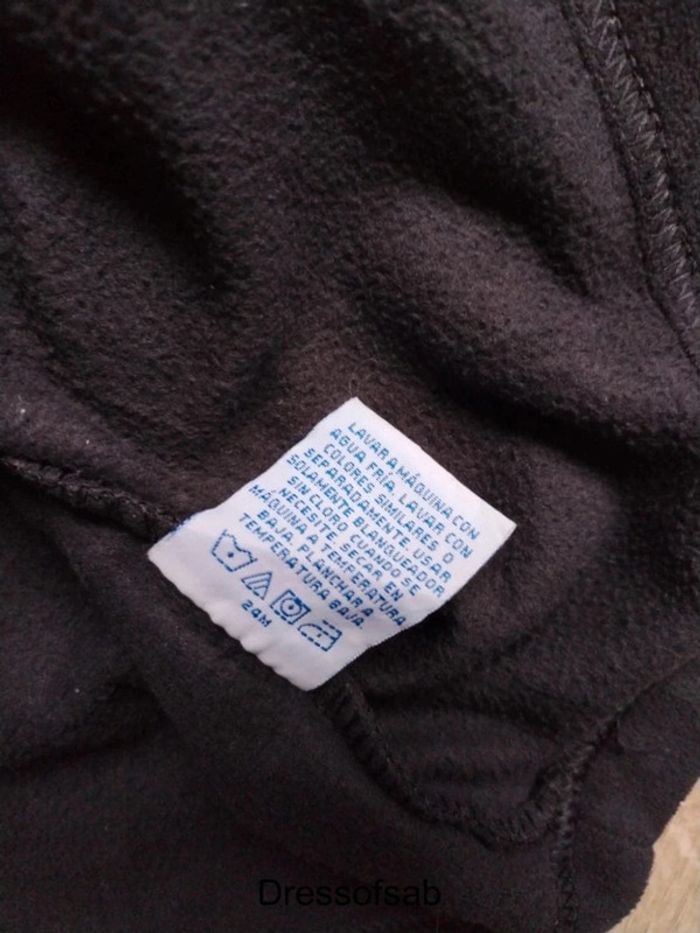 LAVAR A MÁQUINA CON
AGUA FRÍA. LAVAR CON
COLORES SIMILARES O
SEPARADAMENTE. USAR
SOLAMENTE BLANQUEADOR
SIN CLORO CUANDO SE
NECESITE. SECAR EN
MÁQUINA A TEMPERATURA
BAJA. PLANCHAR A
TEMPERATURA BAJA.
24M
Dressofsab